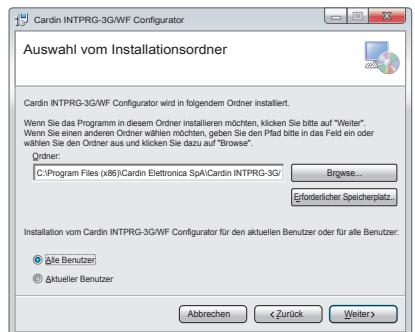 Cardin INTPRG-3G/WF Configurator
Auswahl vom Installationsordner
Cardin INTPRG-3G/WF Configurator wird in folgendem Ordner installiert.
Wenn Sie das Programm in diesem Ordner installieren möchten, klicken Sie bitte auf "Weiter".
Wenn Sie einen anderen Ordner wählen möchten, geben Sie den Pfad bitte in das Feld ein oder
wählen Sie den Ordner aus und klicken Sie dazu auf "Browse".
Ordner:
C:\Program Files (x86)\Cardin Elettronica SpA\Cardin INTPRG-3G/
Browse...
Erforderlicher Speicherplatz..
Installation vom Cardin INTPRG-3G/WF Configurator für den aktuellen Benutzer oder für alle Benutzer:
Alle Benutzer
Aktueller Benutzer
Abbrechen <Zurück Weiter>